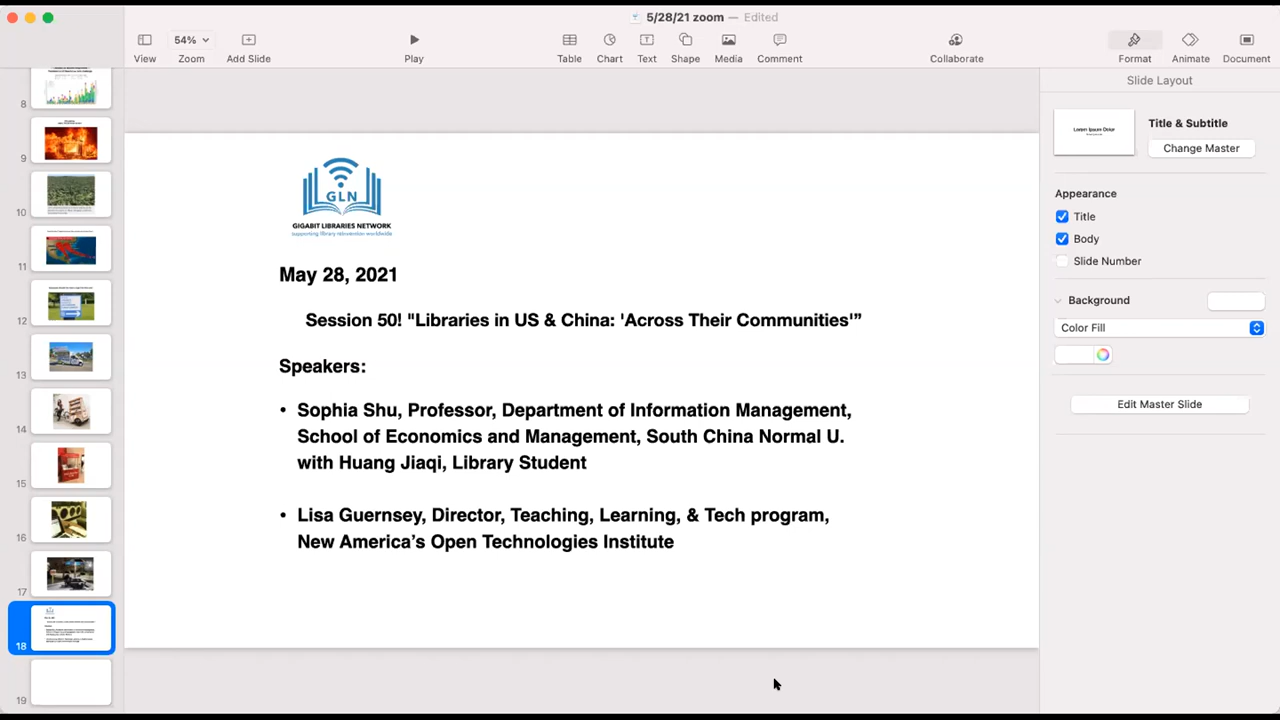 5/28/21 zoom — Edited
54%
View
Zoom
Add Slide
Play
Table
Chart
Text
Shape
Media
Comment
Collaborate
Format
Animate
Document
8
9
10
11
12
13
14
15
16
17
18
19
GLN
GIGABIT LIBRARIES NETWORK
May 28, 2021
Session 50! "Libraries in US & China: 'Across Their Communities'”
Speakers:
• Sophia Shu, Professor, Department of Information Management,
School of Economics and Management, South China Normal U.
with Huang Jiaqi, Library Student
• Lisa Guernsey, Director, Teaching, Learning, & Tech program,
New America’s Open Technologies Institute
Slide Layout
Lorem Ipsum Dolor
Title & Subtitle
Change Master
Appearance
Title
Body
Slide Number
Background
Color Fill
Edit Master Slide